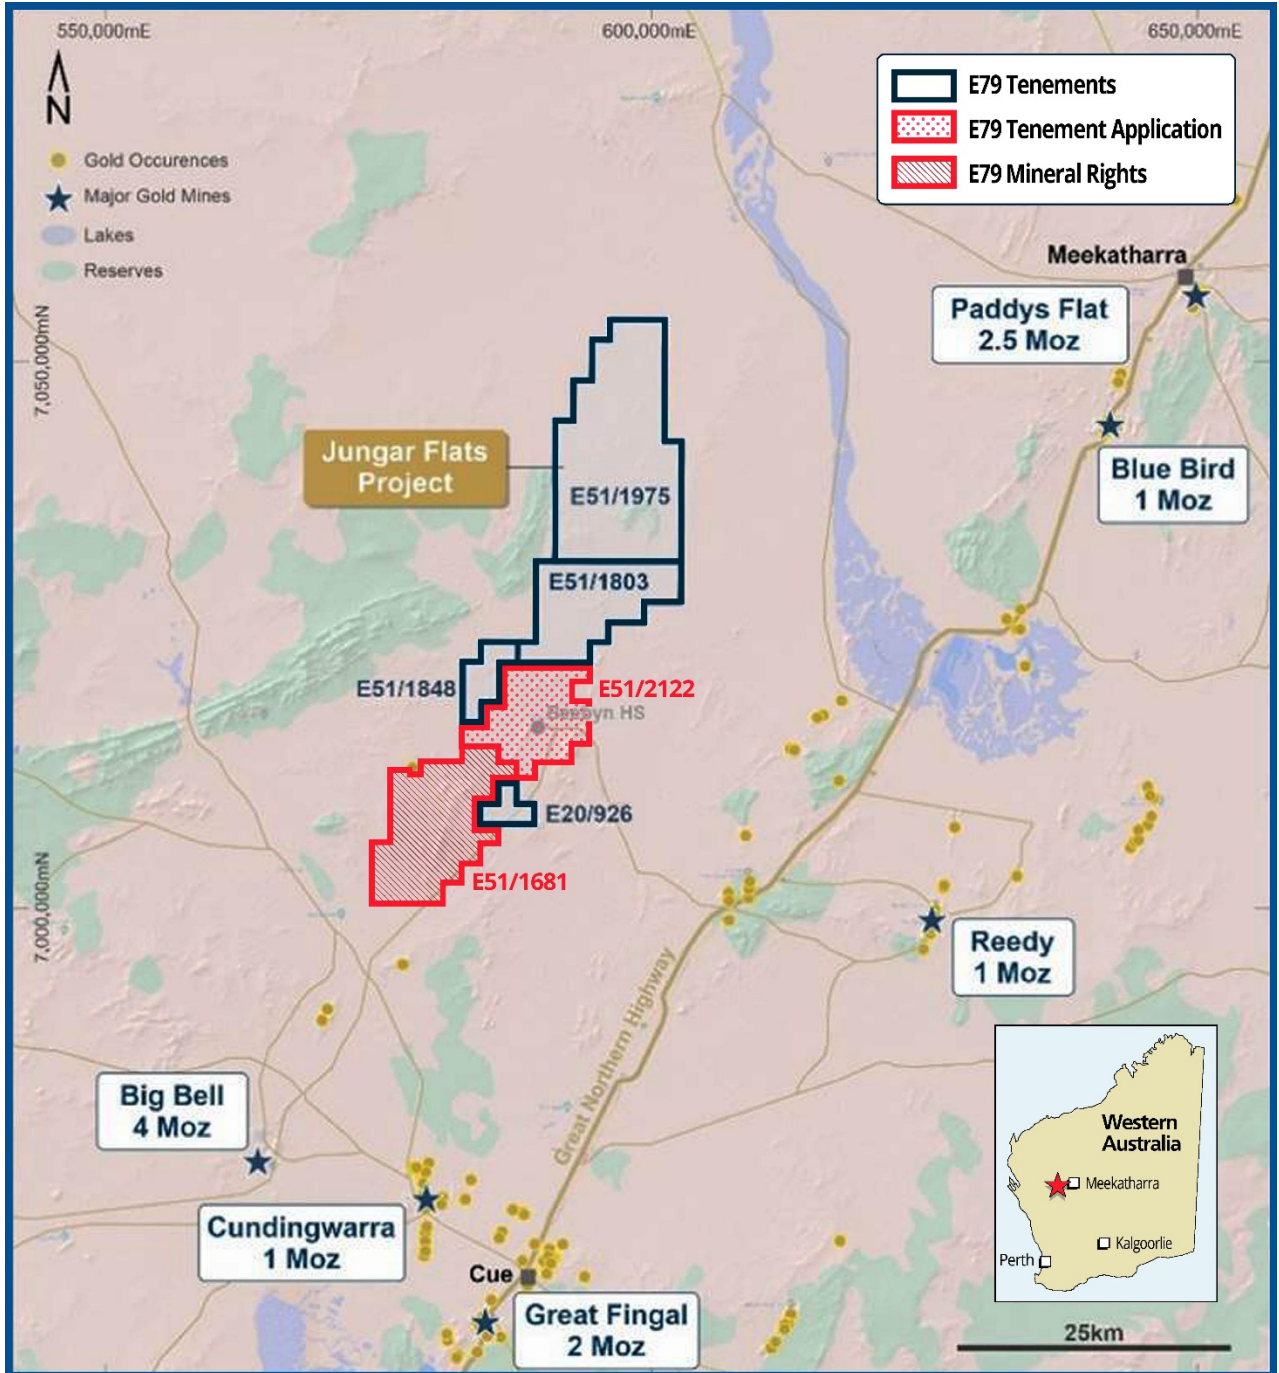 550,000mE
600,000mE
650,000mE
N
Gold Occurences
Major Gold Mines
Lakes
Reserves
E79 Tenements
E79 Tenement Application
E79 Mineral Rights
Meekatharra
Paddys Flat
2.5 Moz
7,050,000mN
Jungar Flats
Project
Blue Bird
1 Moz
E51/1975
E51/1803
E51/1848
E51/2122
HS
E20/926
E51/1681
7,000,000mN
Reedy
1 Moz
Great Northern Highway
Big Bell
4 Moz
Cundingwarra
1 Moz
Cue
Great Fingal
2 Moz
Western
Australia
Meekatharra
Kalgoorlie
Perth
25km